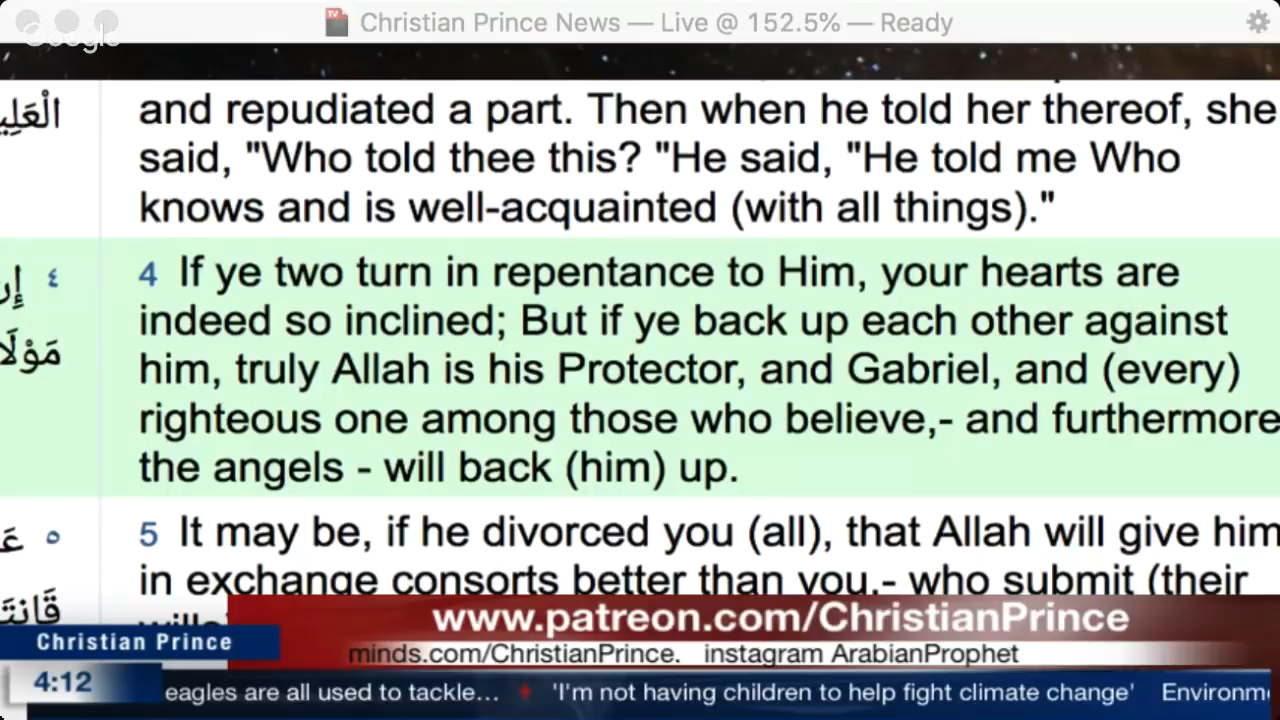 Christian Prince News — Live @ 152.5% — Ready
Google
and repudiated a part. Then when he told her thereof, she
said, "Who told thee this? "He said, "He told me Who
knows and is well-acquainted (with all things)."
٤
4 If ye two turn in repentance to Him, your hearts are
indeed so inclined; But if ye back up each other against
him, truly Allah is his Protector, and Gabriel, and (every)
righteous one among those who believe,- and furthermore
the angels - will back (him) up.
٥
5 It may be, if he divorced you (all), that Allah will give him
in exchange consorts better than you,- who submit (their
www.patreon.com/ChristianPrince
Christian Prince
minds.com/ChristianPrince. instagram ArabianProphet
4:12
eagles are all used to tackle... 'I'm not having children to help fight climate change'